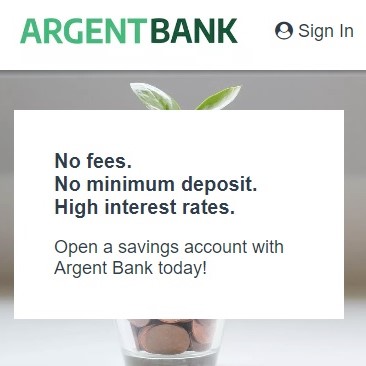 ARGENTBANK
Sign In
No fees.
No minimum deposit.
High interest rates.
Open a savings account with
Argent Bank today!